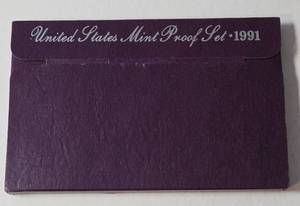 United States Mint Proof Set • 1991